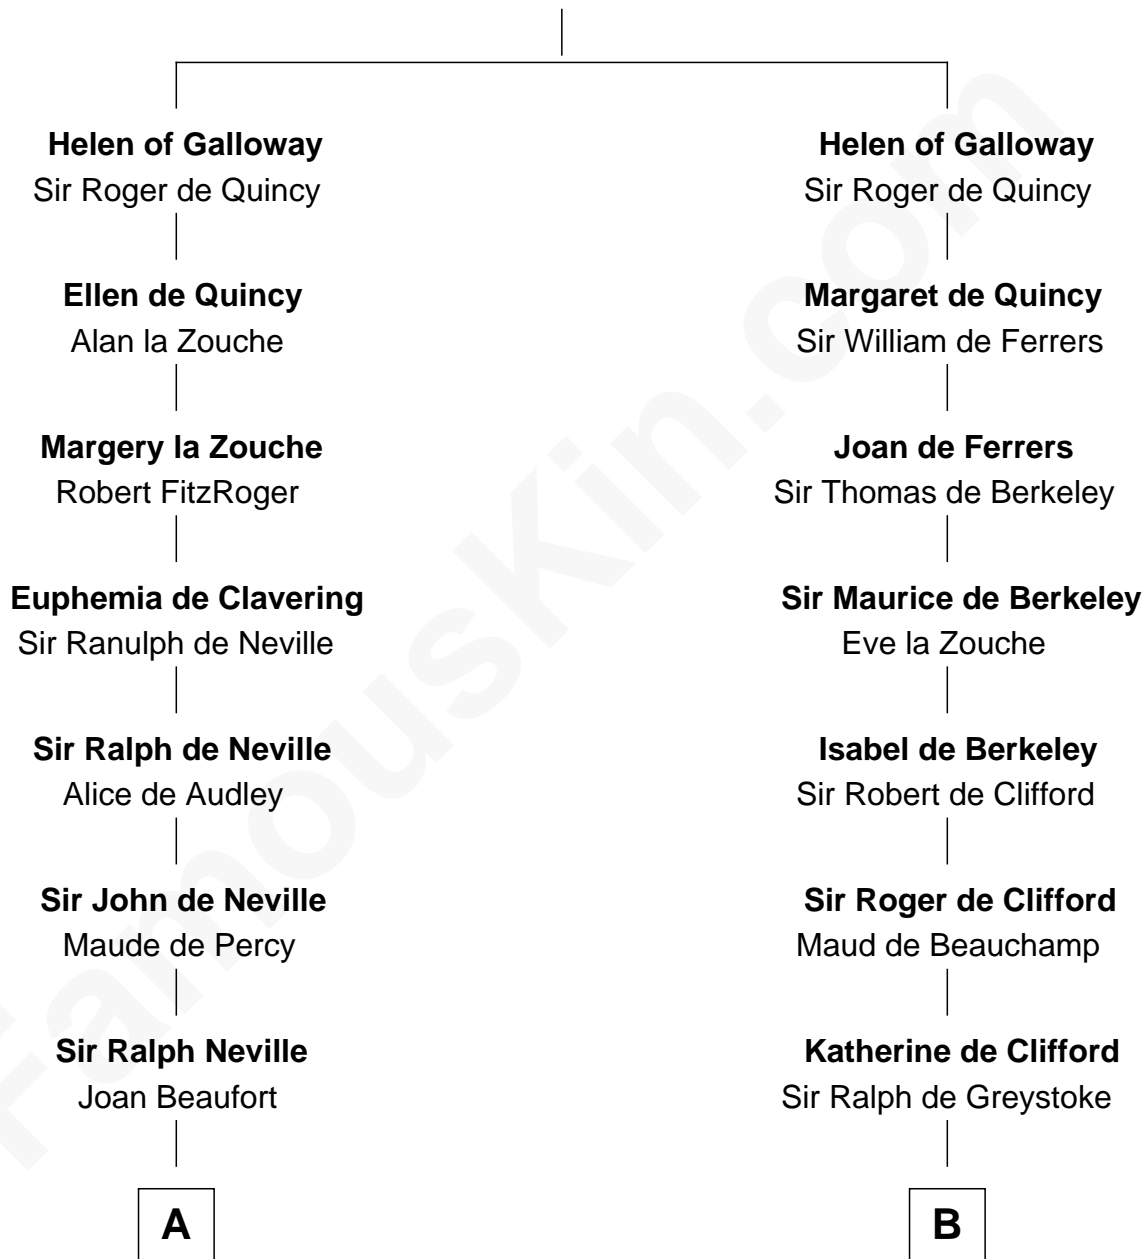 Helen of Galloway
Sir Roger de Quincy
Ellen de Quincy
Alan la Zouche
Margery la Zouche
Robert FitzRoger
Euphemia de Clavering
Sir Ranulph de Neville
Sir Ralph de Neville
Alice de Audley
Sir John de Neville
Maude de Percy
Sir Ralph Neville
Joan Beaufort
A
Helen of Galloway
Sir Roger de Quincy
Margaret de Quincy
Sir William de Ferrers
Joan de Ferrers
Sir Thomas de Berkeley
Sir Maurice de Berkeley
Eve la Zouche
Isabel de Berkeley
Sir Robert de Clifford
Sir Roger de Clifford
Maud de Beauchamp
Katherine de Clifford
Sir Ralph de Greystoke
B
FamousKin.com